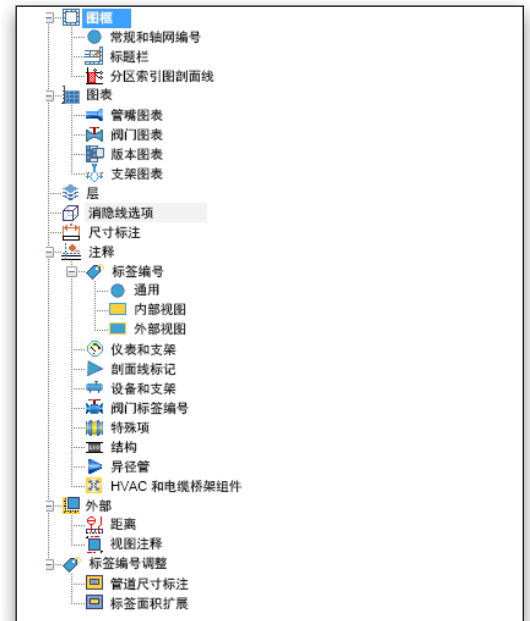 图框
常规和轴网编号
标题栏
分区索引图剖面线
图表
管嘴图表
阀门图表
版本图表
支架图表
层
消隐线选项
尺寸标注
注释
标签编号
通用
内部视图
外部视图
仪表和支架
剖面线标记
设备和支架
阀门标签编号
特殊项
结构
异径管
HVAC 和电缆桥架组件
外部
距离
视图注释
标签编号调整
管道尺寸标注
标签面积扩展